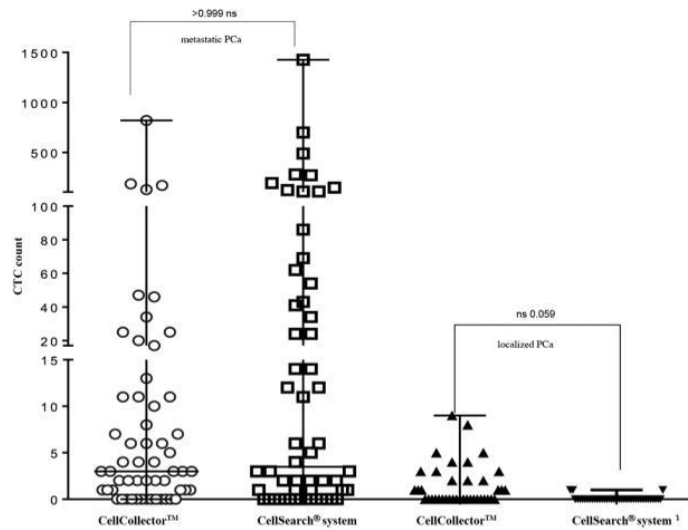 >0.999 ns
metastatic PCa
1500
1000
500
100
80
60
40
20
15
10
5
0
CTC count
ns 0.059
localized PCa
CellCollector™
CellSearch® system
CellCollector™
CellSearch® system ¹